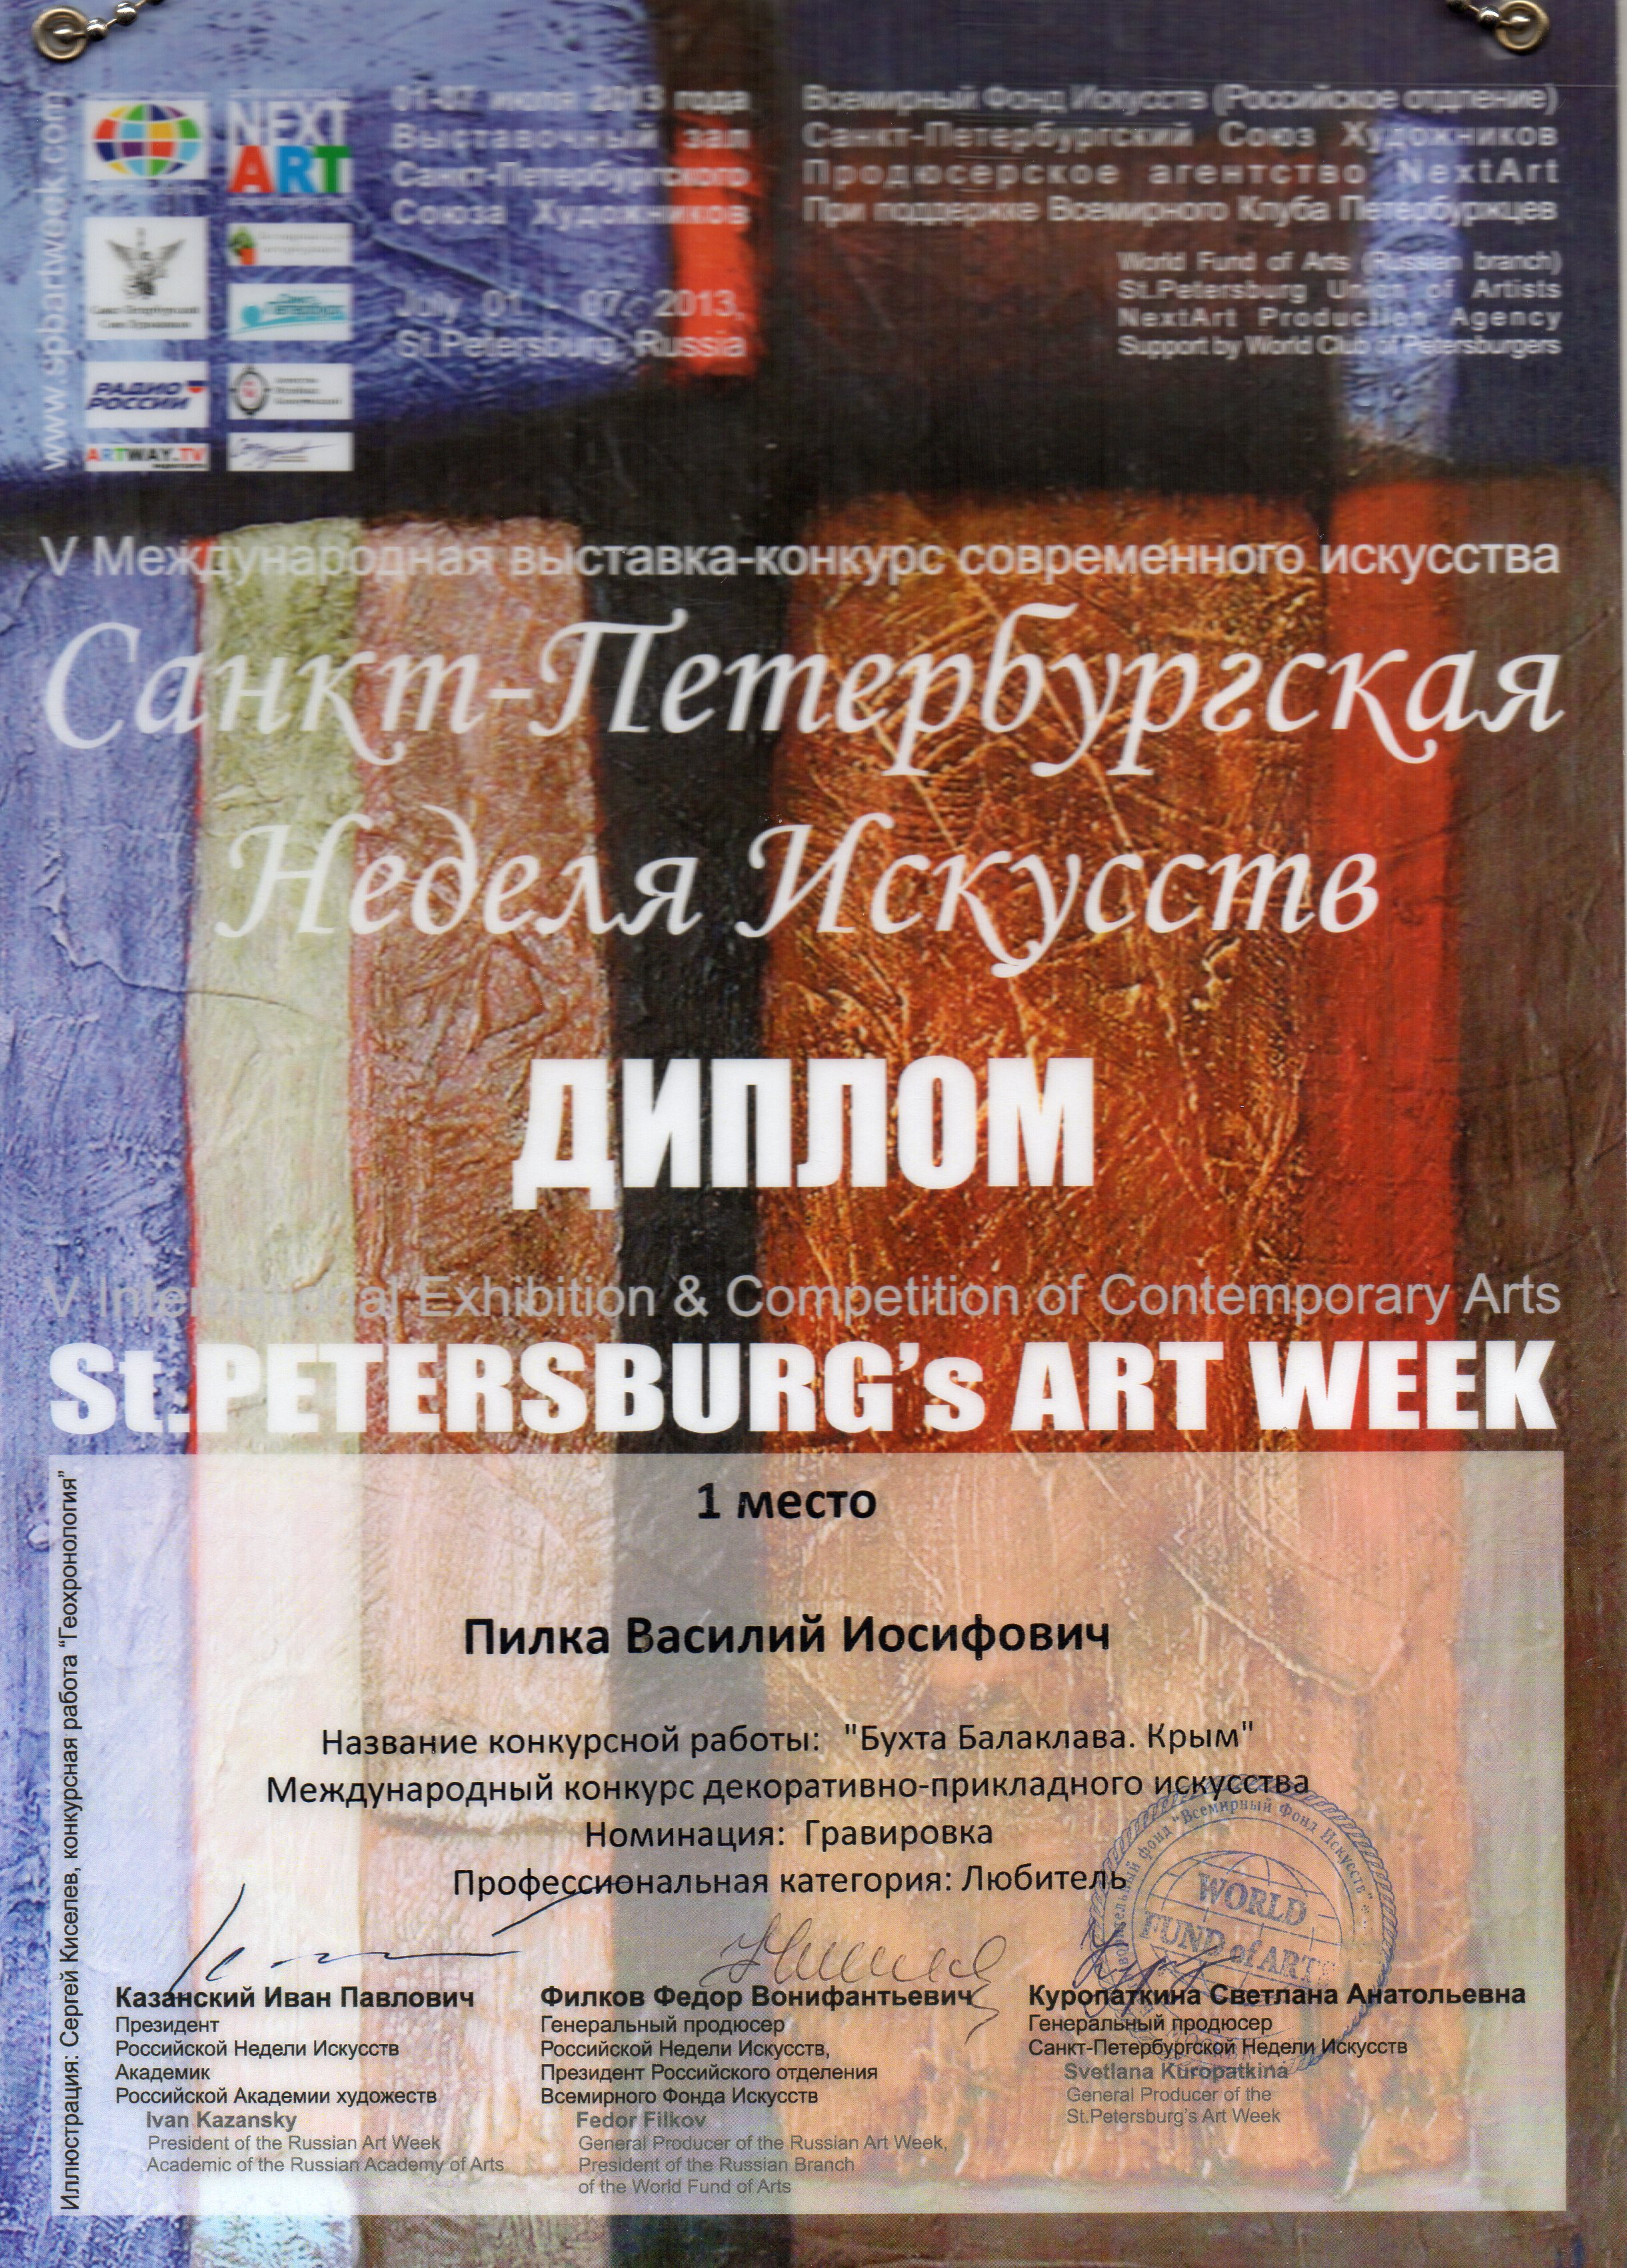 www.spbartweek.com
NEXT
ART
РАДИО
РОССИИ
ARTWAY.TV
01-07 июля 2013 года
Выставочный зал
Санкт-Петербургского
Союза Художников
July 01 - 07, 2013,
St.Petersburg, Russia
Всемирный Фонд Искусств (Российское отдление)
Санкт-Петербургский Союз Художников
Продюсерское агентство NextArt
При поддержке Всемирного Клуба Петербуржцев
World Fund of Arts (Russian branch)
St.Petersburg Union of Artists
NextArt Production Agency
Support by World Club of Petersburgers
V Международная выставка-конкурс современного искусства
Санкт-Петербургская
Неделя Искусств
ДИПЛОМ
V International Exhibition & Competition of Contemporary Arts
St.PETERSBURG’s ART WEEK
Иллюстрация: Сергей Киселев, конкурсная работа “Геохронология”
1 место
Пилка Василий Иосифович
Название конкурсной работы: "Бухта Балаклава. Крым"
Международный конкурс декоративно-прикладного искусства
Номинация: Гравировка
Профессиональная категория: Любитель
фонд "Всемирный Фонд Искусств"
WORLD
FUND of ARTS
Казанский Иван Павлович
Президент
Российской Недели Искусств
Академик
Российской Академии художеств
Ivan Kazansky
President of the Russian Art Week
Academic of the Russian Academy of Arts
Филков Федор Вонифантьевич
Генеральный продюсер
Российской Недели Искусств,
Президент Российского отделения
Всемирного Фонда Искусств
Fedor Filkov
General Producer of the Russian Art Week,
President of the Russian Branch
of the World Fund of Arts
Куропаткина Светлана Анатольевна
Генеральный продюсер
Санкт-Петербургской Недели Искусств
Svetlana Kuropatkina
General Producer of the
St.Petersburg’s Art Week